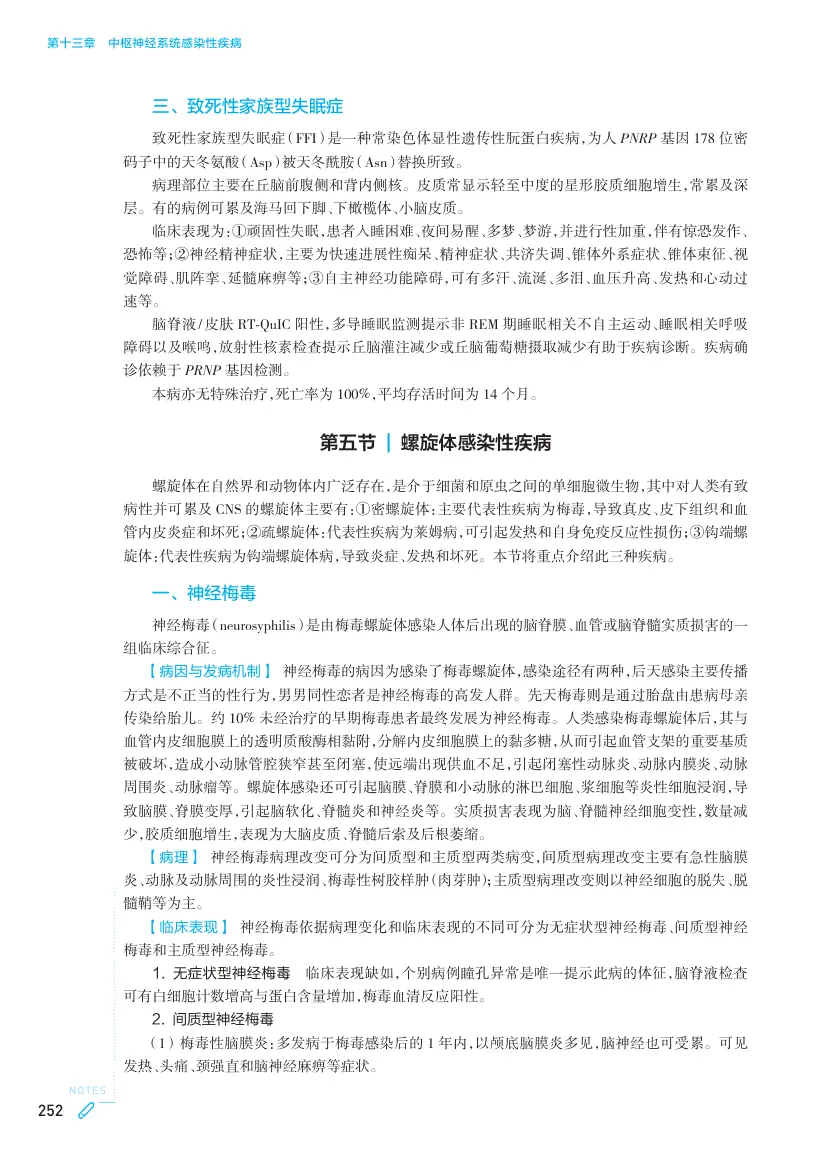 第十三章　中枢神经系统感染性疾病
三、致死性家族型失眠症
致死性家族型失眠症（FFI）是一种常染色体显性遗传性朊蛋白疾病，为人 PNRP 基因 178 位密
码子中的天冬氨酸（Asp）被天冬酰胺（Asn）替换所致。
病理部位主要在丘脑前腹侧和背内侧核。皮质常显示轻至中度的星形胶质细胞增生，常累及深
层。有的病例可累及海马回下脚、下橄榄体、小脑皮质。
临床表现为：①顽固性失眠，患者入睡困难、夜间易醒、多梦、梦游，并进行性加重，伴有惊恐发作、
恐怖等；②神经精神症状，主要为快速进展性痴呆、精神症状、共济失调、锥体外系症状、锥体束征、视
觉障碍、肌阵挛、延髓麻痹等；③自主神经功能障碍，可有多汗、流涎、多泪、血压升高、发热和心动过
速等。
脑脊液/皮肤 RT-QuIC 阳性，多导睡眠监测提示非 REM 期睡眠相关不自主运动、睡眠相关呼吸
障碍以及喉鸣，放射性核素检查提示丘脑灌注减少或丘脑葡萄糖摄取减少有助于疾病诊断。疾病确
诊依赖于 PRNP 基因检测。
本病亦无特殊治疗，死亡率为 100%，平均存活时间为 14 个月。
第五节 | 螺旋体感染性疾病
螺旋体在自然界和动物体内广泛存在，是介于细菌和原虫之间的单细胞微生物，其中对人类有致
病性并可累及 CNS 的螺旋体主要有：①密螺旋体：主要代表性疾病为梅毒，导致真皮、皮下组织和血
管内皮炎症和坏死；②疏螺旋体：代表性疾病为莱姆病，可引起发热和自身免疫反应性损伤；③钩端螺
旋体：代表性疾病为钩端螺旋体病，导致炎症、发热和坏死。本节将重点介绍此三种疾病。
一、神经梅毒
神经梅毒（neurosyphilis）是由梅毒螺旋体感染人体后出现的脑脊膜、血管或脑脊髓实质损害的一
组临床综合征。
【病因与发病机制】 神经梅毒的病因为感染了梅毒螺旋体，感染途径有两种，后天感染主要传播
方式是不正当的性行为，男男同性恋者是神经梅毒的高发人群。先天梅毒则是通过胎盘由患病母亲
传染给胎儿。约 10% 未经治疗的早期梅毒患者最终发展为神经梅毒。人类感染梅毒螺旋体后，其与
血管内皮细胞膜上的透明质酸酶相黏附，分解内皮细胞膜上的黏多糖，从而引起血管支架的重要基质
被破坏，造成小动脉管腔狭窄甚至闭塞，使远端出现供血不足，引起闭塞性动脉炎、动脉内膜炎、动脉
周围炎、动脉瘤等。螺旋体感染还可引起脑膜、脊膜和小动脉的淋巴细胞、浆细胞等炎性细胞浸润，导
致脑膜、脊膜变厚，引起脑软化、脊髓炎和神经炎等。实质损害表现为脑、脊髓神经细胞变性，数量减
少，胶质细胞增生，表现为大脑皮质、脊髓后索及后根萎缩。
【病理】 神经梅毒病理改变可分为间质型和主质型两类病变，间质型病理改变主要有急性脑膜
炎、动脉及动脉周围的炎性浸润、梅毒性树胶样肿（肉芽肿）；主质型病理改变则以神经细胞的脱失、脱
髓鞘等为主。
【临床表现】 神经梅毒依据病理变化和临床表现的不同可分为无症状型神经梅毒、间质型神经
梅毒和主质型神经梅毒。
1. 无症状型神经梅毒　临床表现缺如，个别病例瞳孔异常是唯一提示此病的体征，脑脊液检查
可有白细胞计数增高与蛋白含量增加，梅毒血清反应阳性。
2. 间质型神经梅毒
（1）梅毒性脑膜炎：多发病于梅毒感染后的 1 年内，以颅底脑膜炎多见，脑神经也可受累。可见
发热、头痛、颈强直和脑神经麻痹等症状。
NOTES
252